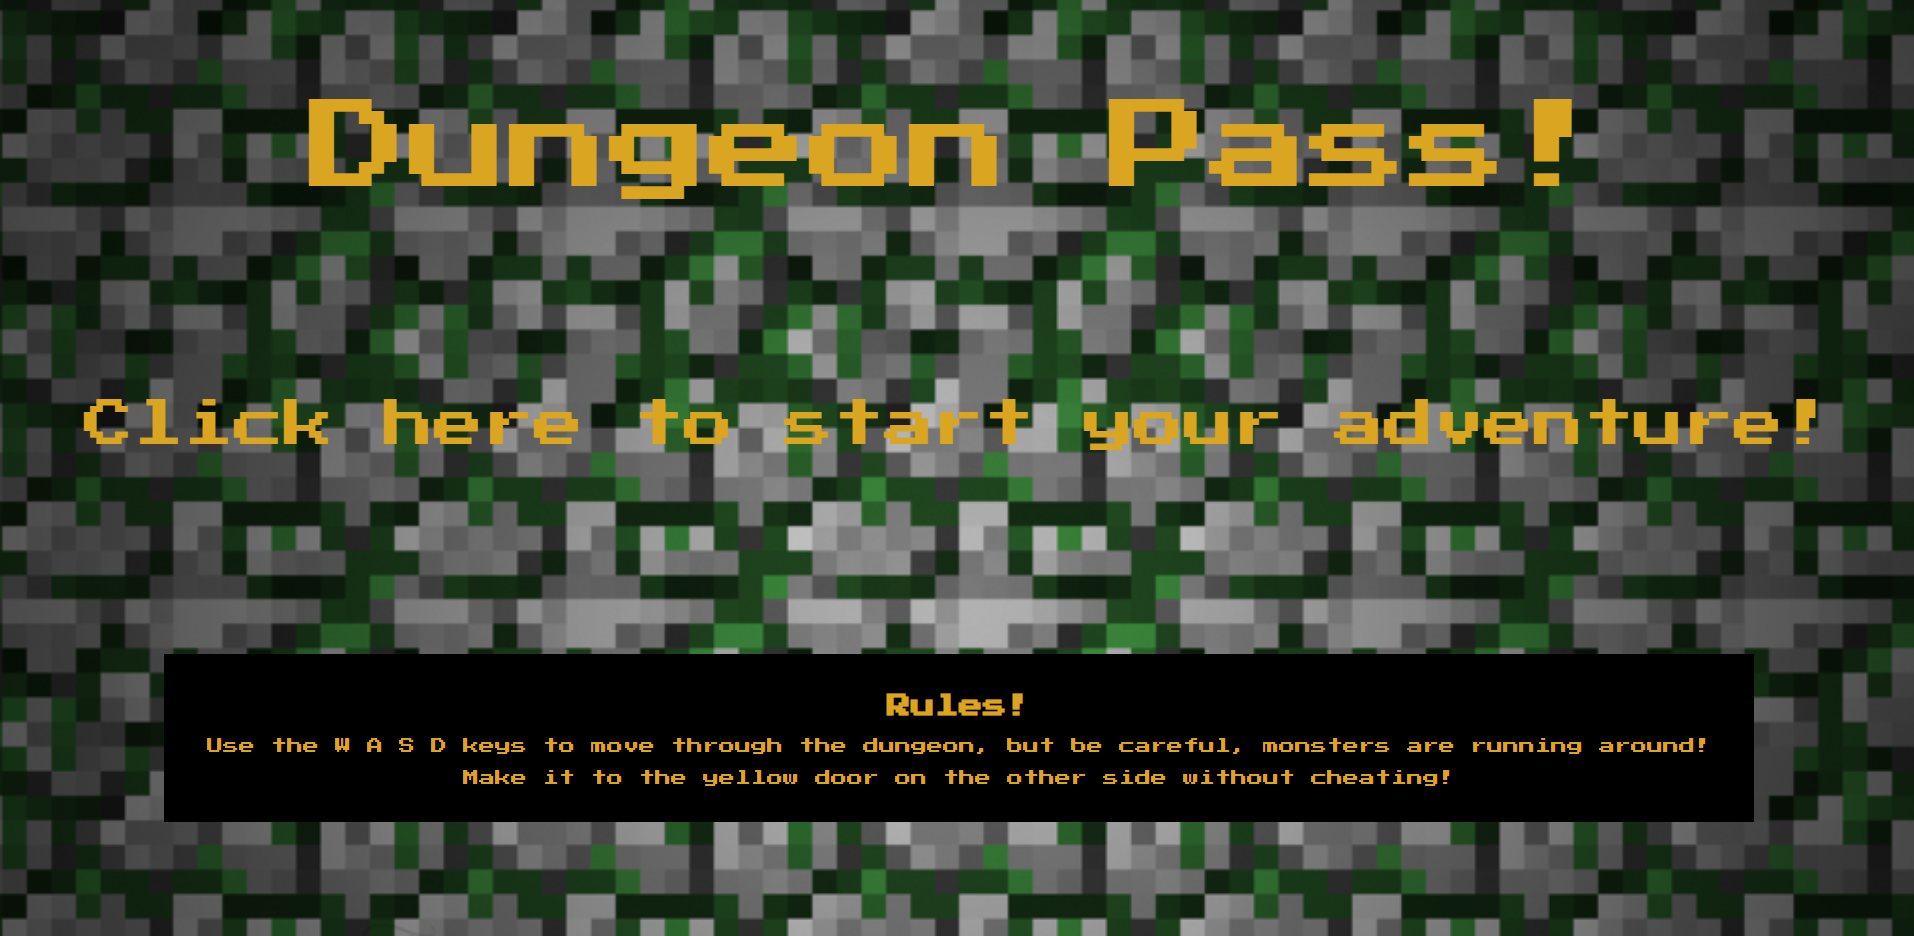 Dungeon Pass!
Click here to start your adventure!
Rules!
Use the W A S D keys to move through the dungeon, but be careful, monsters are running around!
Make it to the yellow door on the other side without cheating!